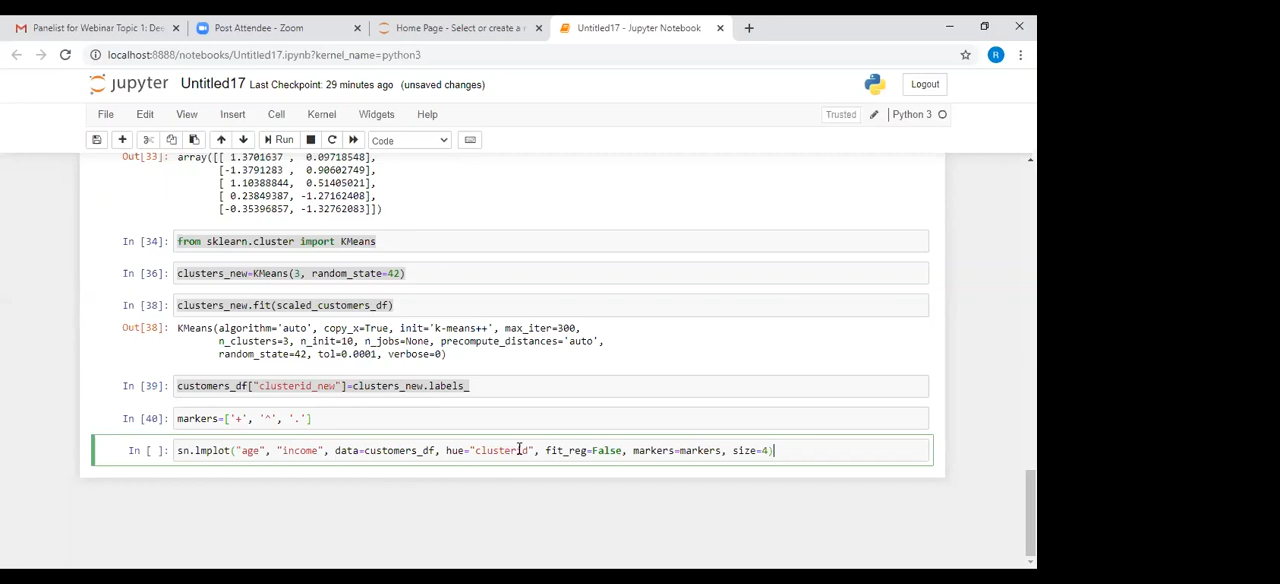 Panelist for Webinar Topic 1: Dee
Post Attendee - Zoom
Home Page - Select or create a n
Untitled17 - Jupyter Notebook
localhost:8888/notebooks/Untitled17.ipynb?kernel_name=python3
R
jupyter Untitled17 Last Checkpoint: 29 minutes ago (unsaved changes)
Logout
File Edit View Insert Cell Kernel Widgets Help
Trusted
Python 3
Run
Code
Out[33]: array([[ 1.3701637 , 0.09718548],
[-1.3791283 , 0.90602749],
[ 1.10388844, 0.51405021],
[ 0.23849387, -1.27162408],
[-0.35396857, -1.32762083]])
In [34]: from sklearn.cluster import KMeans
In [36]: clusters_new=KMeans(3, random_state=42)
In [38]: clusters_new.fit(scaled_customers_df)
Out[38]: KMeans(algorithm='auto', copy_x=True, init='k-means++', max_iter=300,
n_clusters=3, n_init=10, n_jobs=None, precompute_distances='auto',
random_state=42, tol=0.0001, verbose=0)
In [39]: customers_df["clusterid_new"]=clusters_new.labels_
In [40]: markers=['+', '^', '.']
In [ ]: sn.lmplot("age", "income", data=customers_df, hue="clusterid", fit_reg=False, markers=markers, size=4)